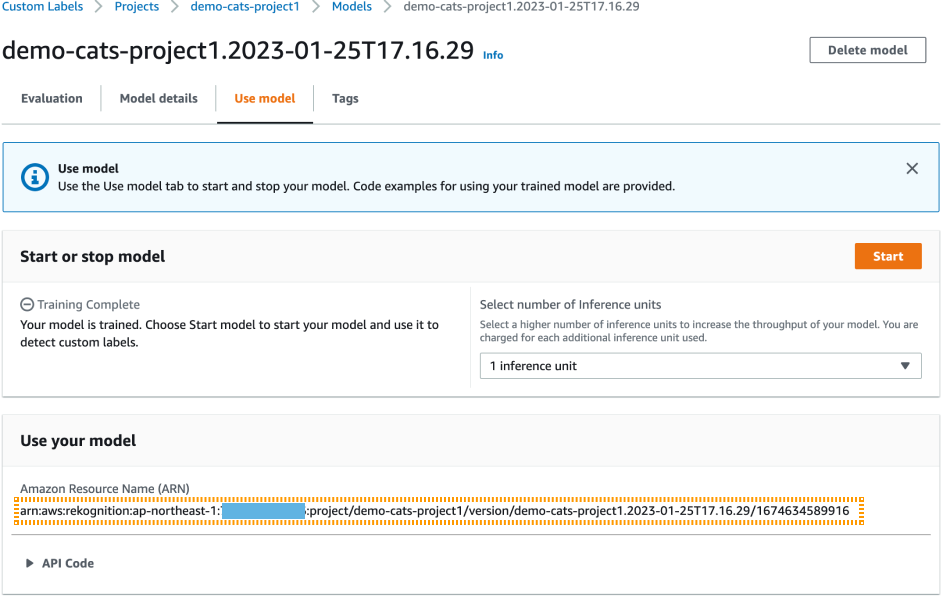 Custom Labels > Projects > demo-cats-project1 > Models > demo-cats-project1.2023-01-25T17.16.29
demo-cats-project1.2023-01-25T17.16.29 Info
Delete model
Evaluation
Model details
Use model
Tags
Use model
Use the Use model tab to start and stop your model. Code examples for using your trained model are provided.
Start or stop model
Start
Training Complete
Your model is trained. Choose Start model to start your model and use it to
detect custom labels.
Select number of Inference units
Select a higher number of inference units to increase the throughput of your model. You are
charged for each additional inference unit used.
1 inference unit
Use your model
Amazon Resource Name (ARN)
arn:aws:rekognition:ap-northeast-1: :project/demo-cats-project1/version/demo-cats-project1.2023-01-25T17.16.29/1674634589916
API Code